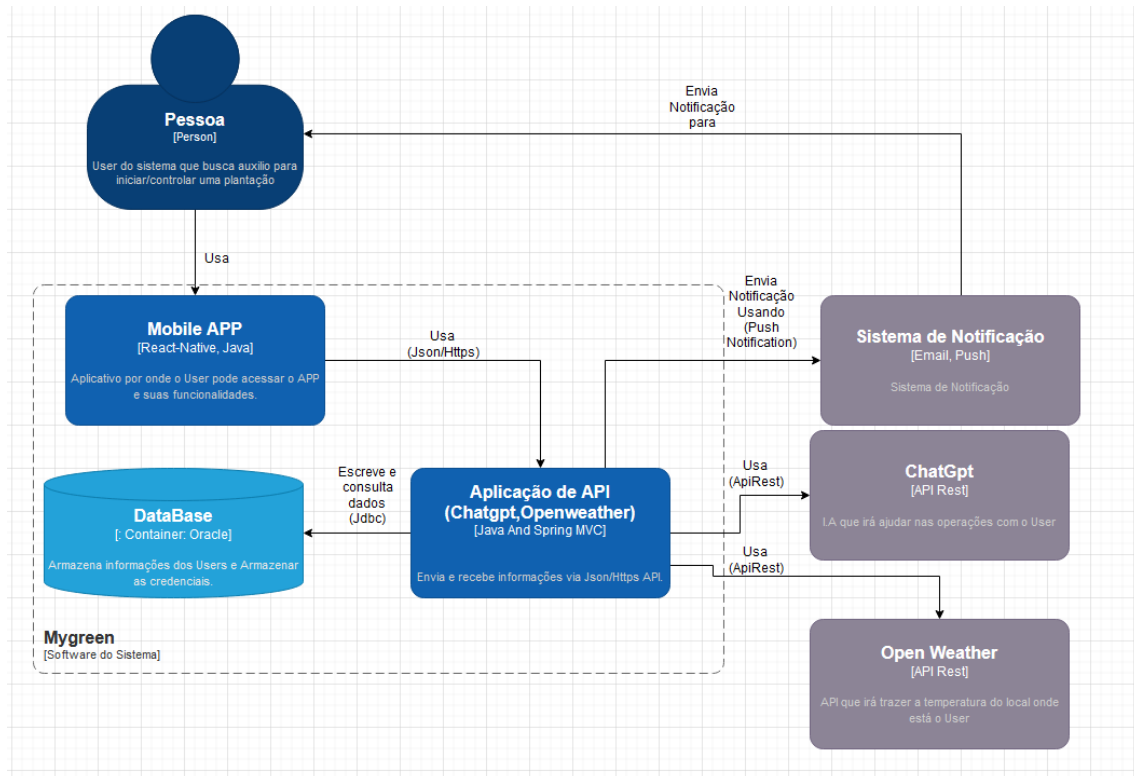 Pessoa
[Person]
User do sistema que busca auxilio para
iniciar/controlar uma plantação
Envia
Notificação
para
Usa
Mobile APP
[React-Native, Java]
Aplicativo por onde o User pode acessar o APP
e suas funcionalidades.
Usa
(Json/Https)
Envia
Notificação
Usando
(Push
Notification)
Sistema de Notificação
[Email, Push]
Sistema de Notificação
DataBase
[: Container: Oracle]
Armazena informações dos Users e Armazenar
as credenciais.
Escreve e
consulta
dados
(Jdbc)
Aplicação de API
(Chatgpt,Openweather)
[Java And Spring MVC]
Envia e recebe informações via Json/Https API.
Usa
(ApiRest)
ChatGpt
[API Rest]
I.A que irá ajudar nas operações com o User
Usa
(ApiRest)
Open Weather
[API Rest]
API que irá trazer a temperatura do local onde
está o User
Mygreen
[Software do Sistema]